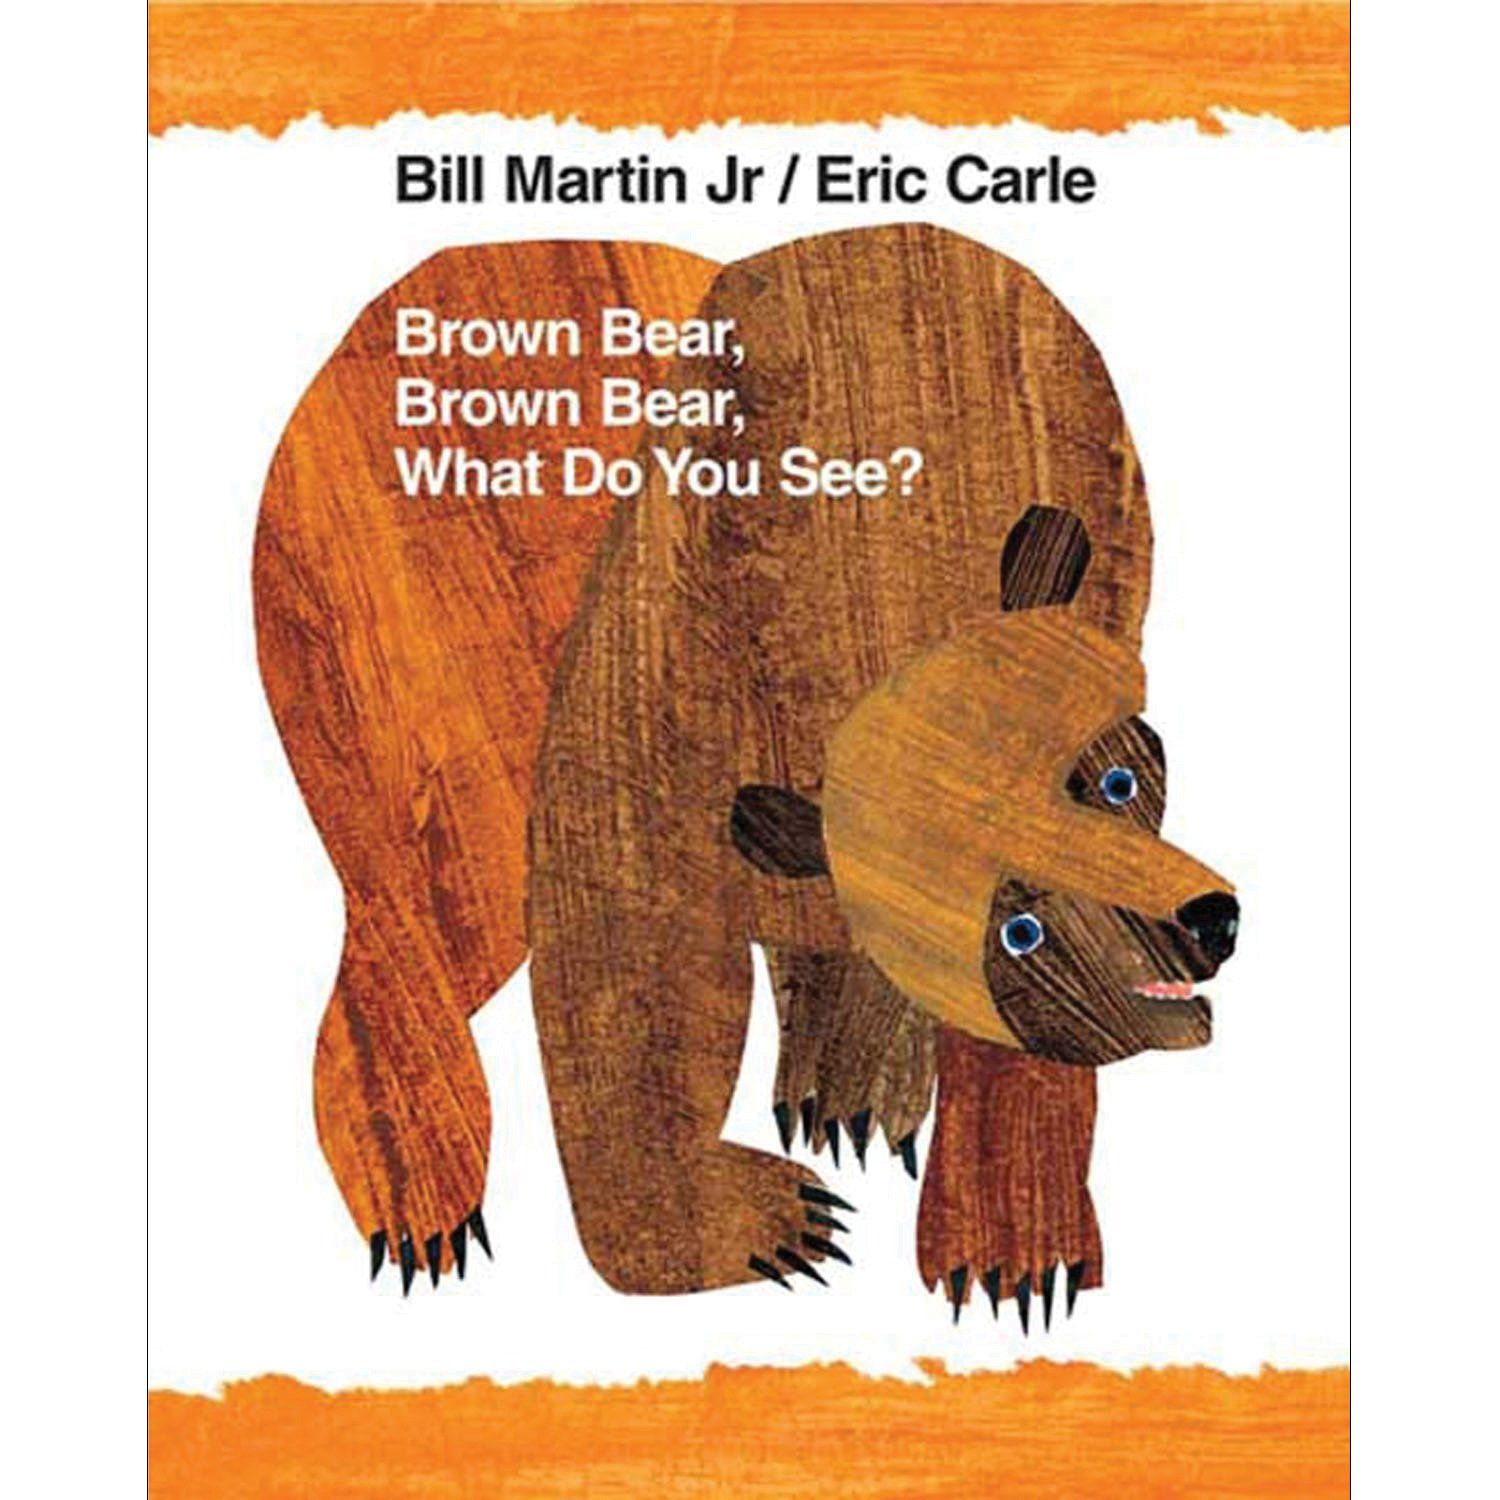 Bill Martin Jr / Eric Carle
Brown Bear,
Brown Bear,
What Do You See?